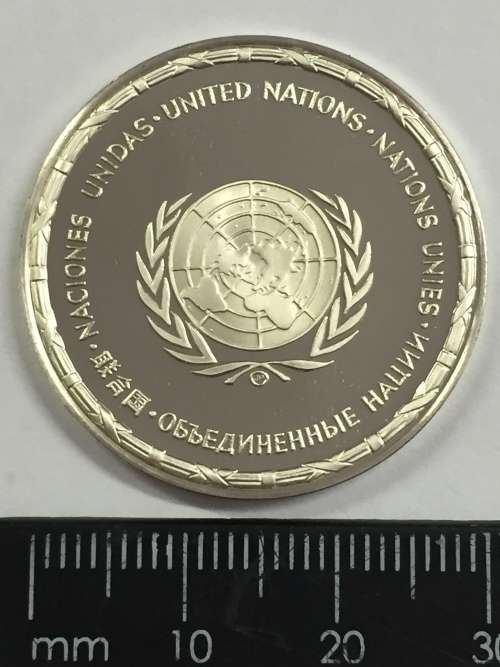 · UNITED NATIONS · NATIONS UNIES · ОБЪЕДИНЕННЫЕ НАЦИИ · 联合国 · NACIONES UNIDAS
mm 10 20 30